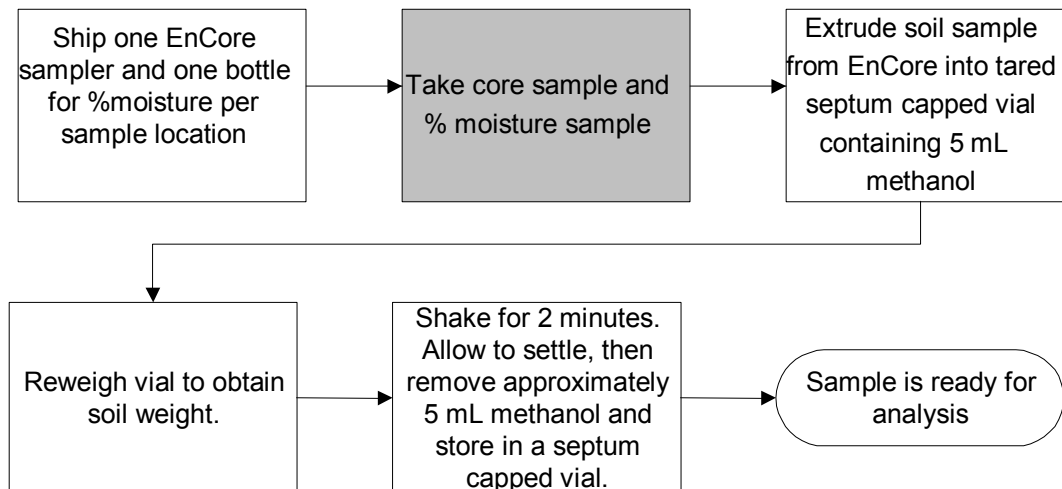 Ship one EnCore
sampler and one bottle
for %moisture per
sample location
Take core sample and
% moisture sample
Extrude soil sample
from EnCore into tared
septum capped vial
containing 5 mL
methanol
Reweigh vial to obtain
soil weight.
Shake for 2 minutes.
Allow to settle, then
remove approximately
5 mL methanol and
store in a septum
capped vial.
Sample is ready for
analysis